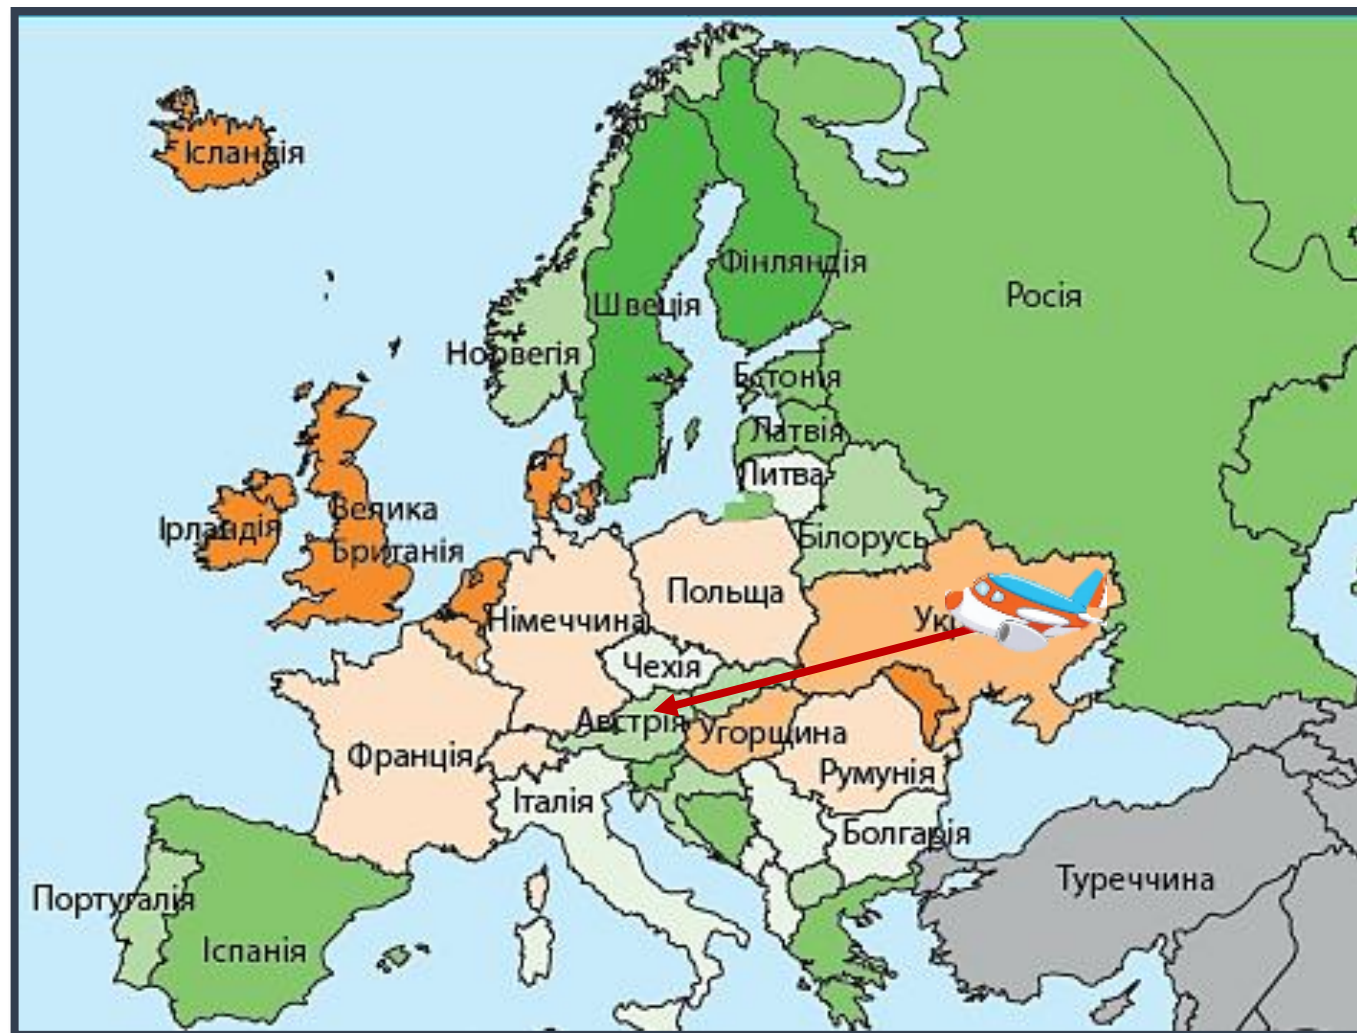 Ісландія
Фінляндія
Росія
Швеція
Норвегія
Естонія
Латвія
Литва
Велика
Британія
Ірландія
Білорусь
Польща
Німеччина
Ук
Чехія
Австрія
Угорщина
Франція
Румунія
Італія
Болгарія
Туреччина
Португалія
Іспанія